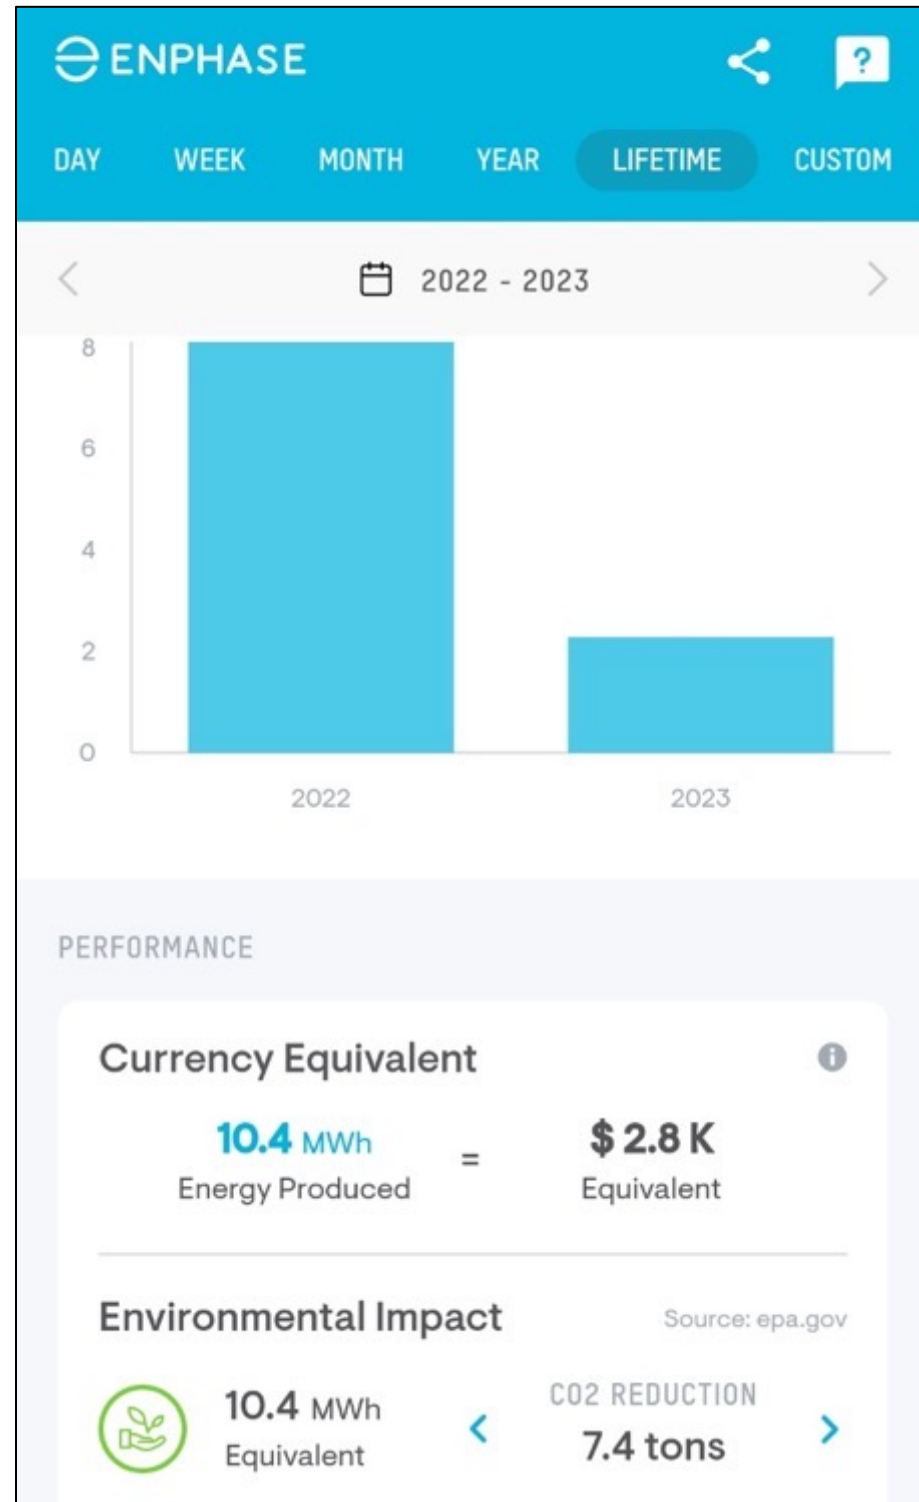 ENPHASE
?
DAY WEEK MONTH YEAR LIFETIME CUSTOM
2022 - 2023
8
6
4
2
0
2022 2023
PERFORMANCE
Currency Equivalent
10.4 MWh = $ 2.8 K
Energy Produced Equivalent
Environmental Impact Source: epa.gov
10.4 MWh CO2 REDUCTION
Equivalent 7.4 tons